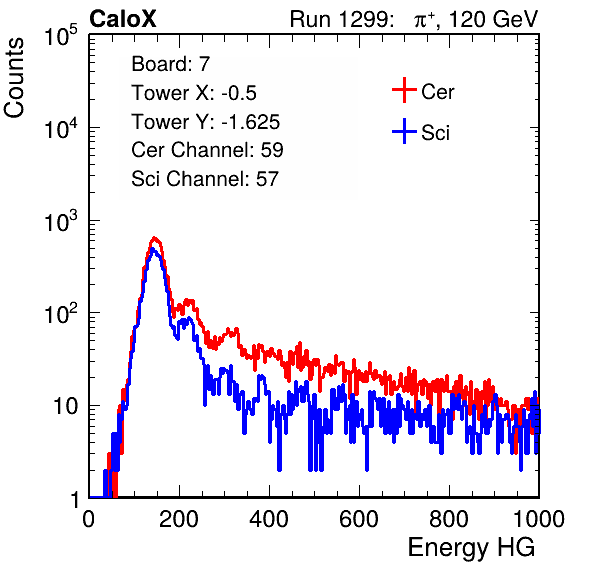 CaloX Run 1299: π⁺, 120 GeV
Counts
10⁵
10⁴
10³
10²
10
1
Board: 7
Tower X: -0.5
Tower Y: -1.625
Cer Channel: 59
Sci Channel: 57
Cer
Sci
0 200 400 600 800 1000
Energy HG